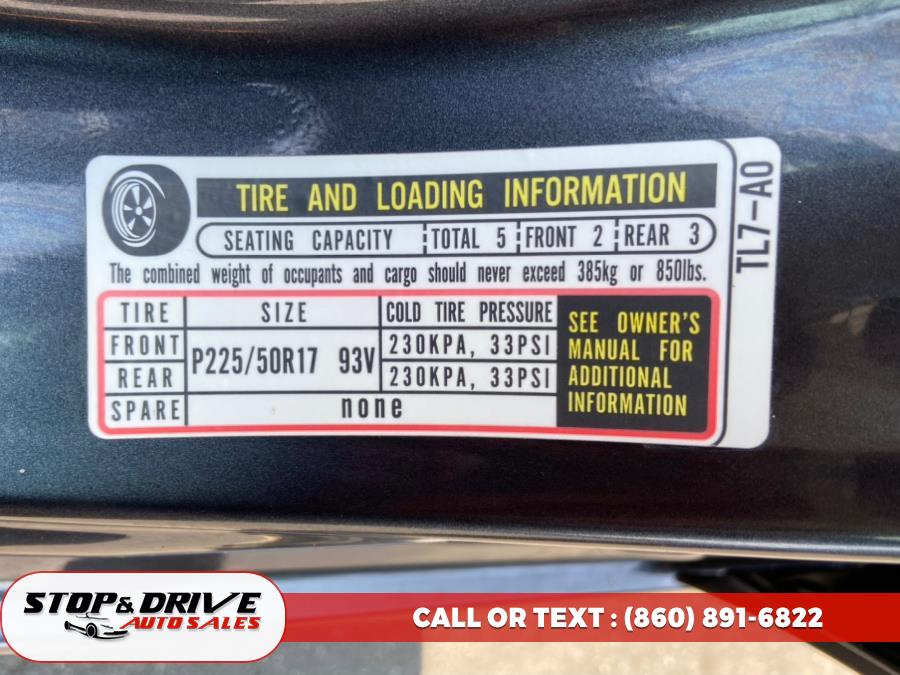 TIRE AND LOADING INFORMATION
SEATING CAPACITY TOTAL 5 FRONT 2 REAR 3
The combined weight of occupants and cargo should never exceed 385kg or 850lbs.
TIRE SIZE COLD TIRE PRESSURE
FRONT P225/50R17 93V 230KPA, 33PSI
REAR 230KPA, 33PSI
SPARE none
SEE OWNER'S
MANUAL FOR
ADDITIONAL
INFORMATION
TL7-A0
STOP & DRIVE
AUTO SALES
CALL OR TEXT : (860) 891-6822